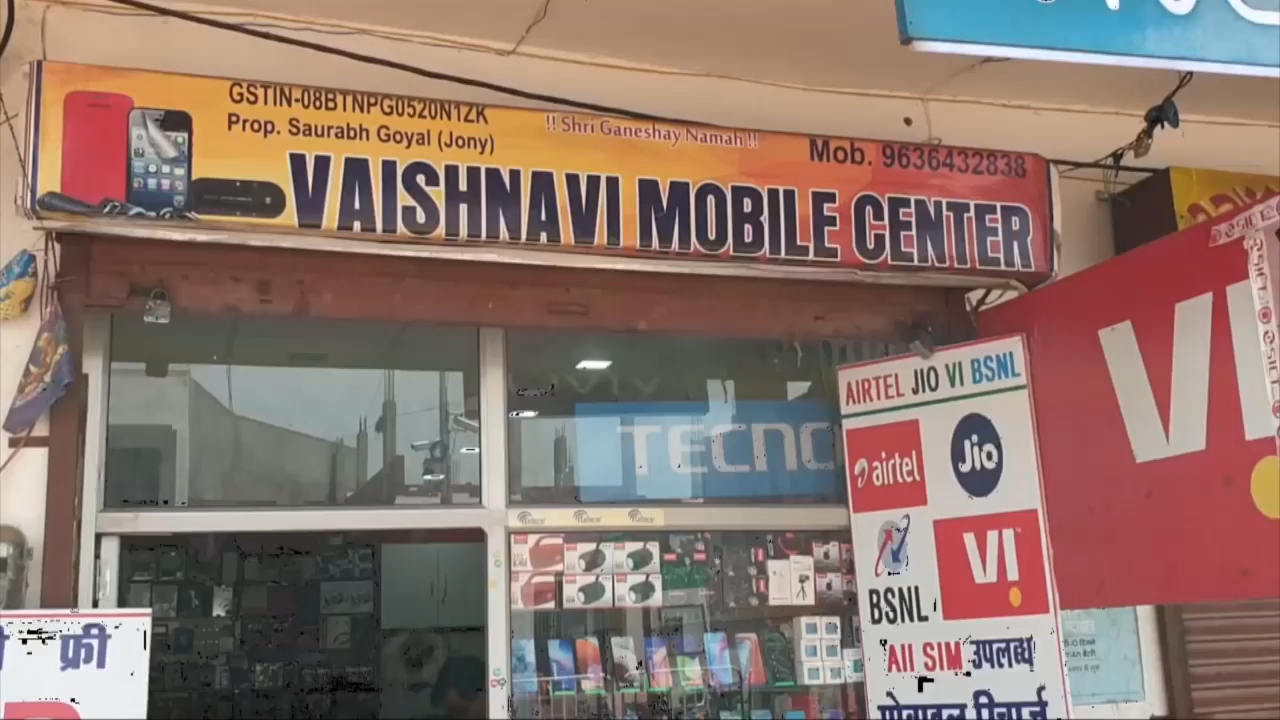 GSTIN-08BTNPG0520N1ZK
Prop. Saurabh Goyal (Jony)
!! Shri Ganeshay Namah !!
Mob. 9636432838
VAISHNAVI MOBILE CENTER
TECNO
AIRTEL JIO VI BSNL
airtel
Jio
BSNL
VI
All SIM उपलब्ध
मोबाइल रिचार्ज
VI
फ्री